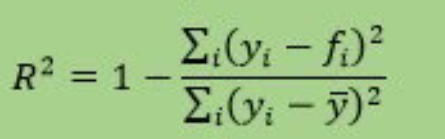 R² = 1 − Σᵢ(yᵢ − fᵢ)² / Σᵢ(yᵢ − ȳ)²